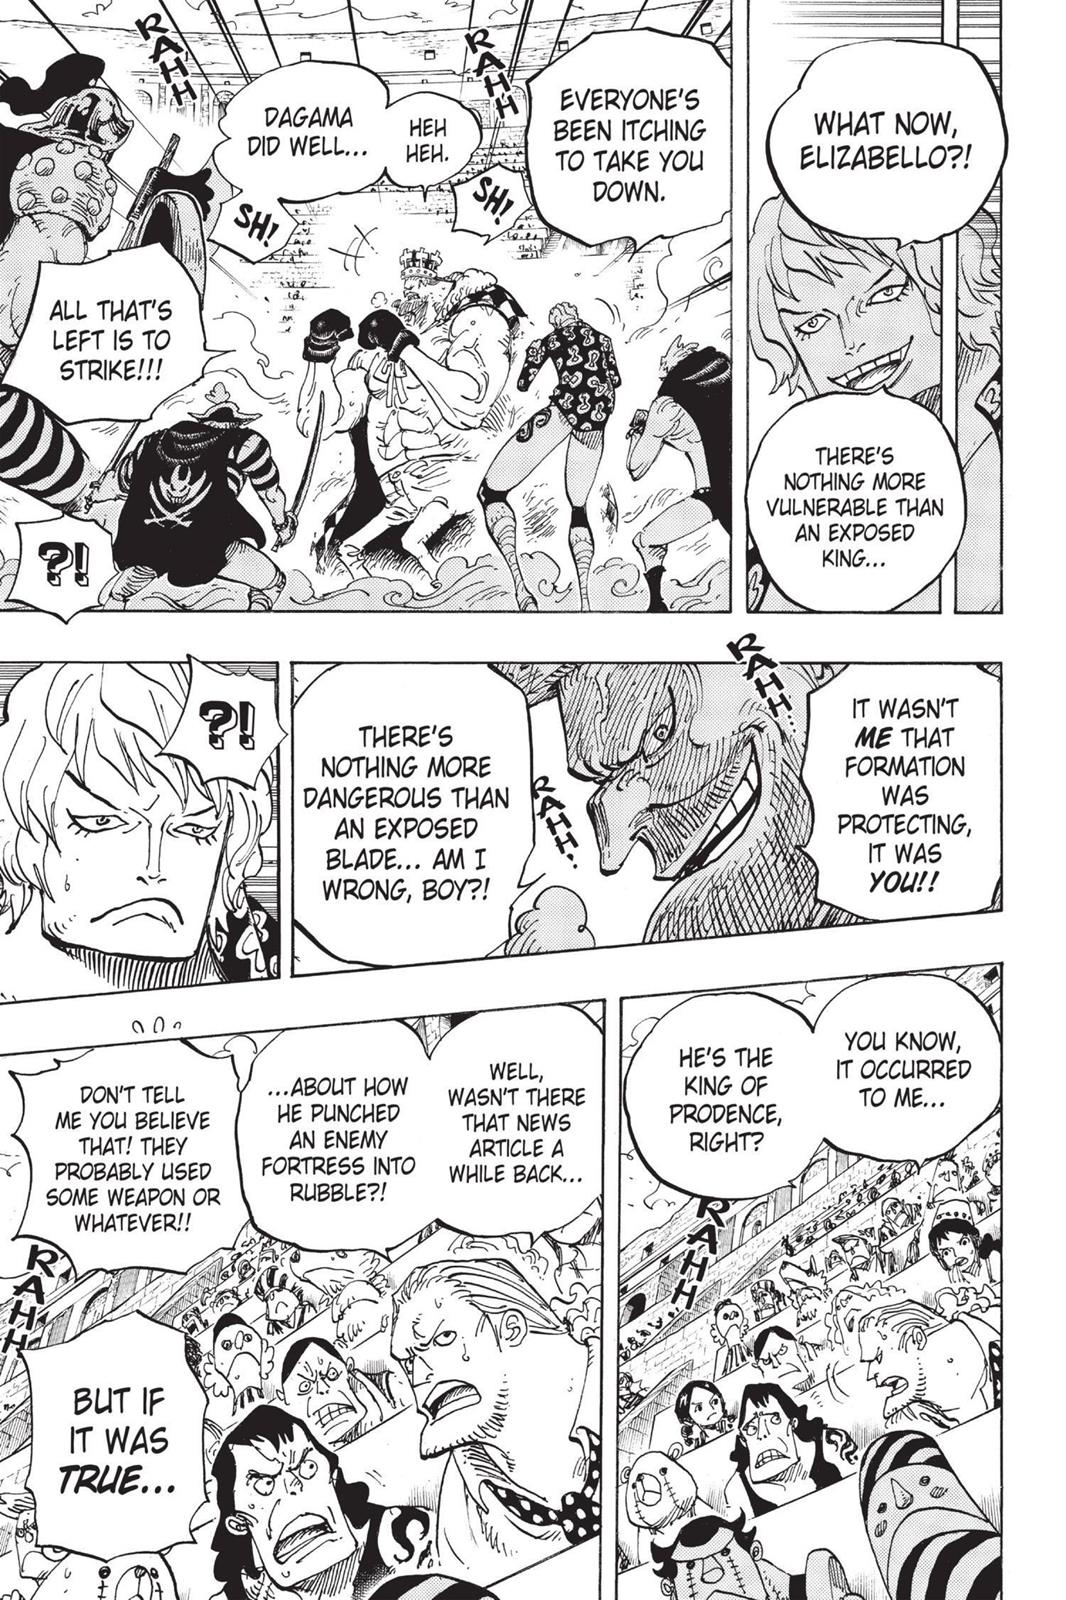 WHAT NOW,
ELIZABELLO?!
THERE'S
NOTHING MORE
VULNERABLE THAN
AN EXPOSED
KING...
EVERYONE'S
BEEN ITCHING
TO TAKE YOU
DOWN.
RAHH
SH!
HEH
HEH.
DAGAMA
DID WELL...
SH!
RAHH
ALL THAT'S
LEFT IS TO
STRIKE!!!
?!
IT WASN'T
ME THAT
FORMATION
WAS
PROTECTING,
IT WAS
YOU!!
RAHH...
RAHH!
THERE'S
NOTHING MORE
DANGEROUS THAN
AN EXPOSED
BLADE... AM I
WRONG, BOY?!
?!
YOU KNOW,
IT OCCURRED
TO ME...
HE'S THE
KING OF
PRODENCE,
RIGHT?
RAHH...
WELL,
WASN'T THERE
THAT NEWS
ARTICLE A
WHILE BACK...
...ABOUT HOW
HE PUNCHED
AN ENEMY
FORTRESS INTO
RUBBLE?!
DON'T TELL
ME YOU BELIEVE
THAT! THEY
PROBABLY USED
SOME WEAPON OR
WHATEVER!!
RAHH
BUT IF
IT WAS
TRUE...